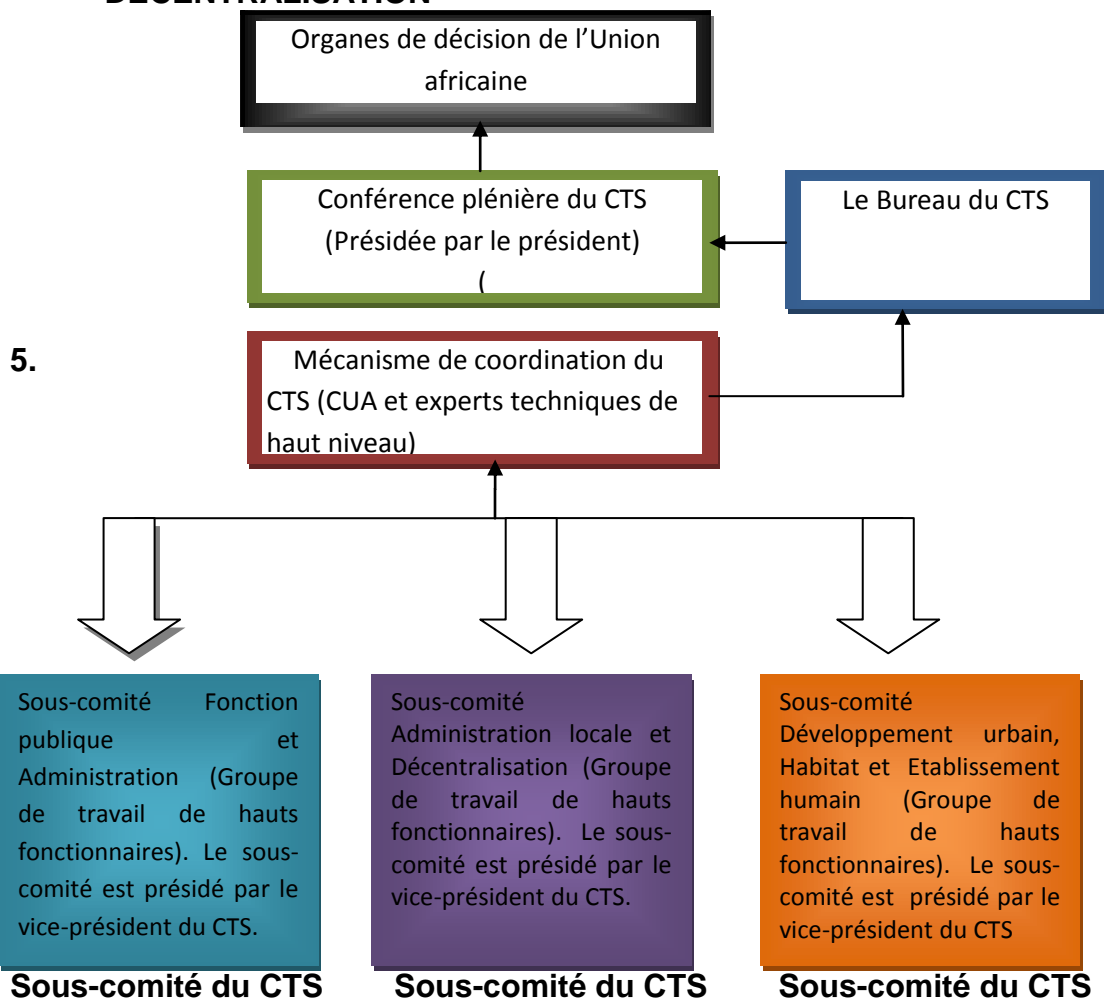 DECENTRALISATION
Organes de décision de l’Union
africaine
Conférence plénière du CTS
(Présidée par le président)
(
Le Bureau du CTS
5.
Mécanisme de coordination du
CTS (CUA et experts techniques de
haut niveau)
Sous-comité Fonction
publique et
Administration (Groupe
de travail de hauts
fonctionnaires). Le sous-
comité est présidé par le
vice-président du CTS.
Sous-comité
Administration locale et
Décentralisation (Groupe
de travail de hauts
fonctionnaires). Le sous-
comité est présidé par le
vice-président du CTS.
Sous-comité
Développement urbain,
Habitat et Etablissement
humain (Groupe de
travail de hauts
fonctionnaires). Le sous-
comité est présidé par le
vice-président du CTS
Sous-comité du CTS
Sous-comité du CTS
Sous-comité du CTS